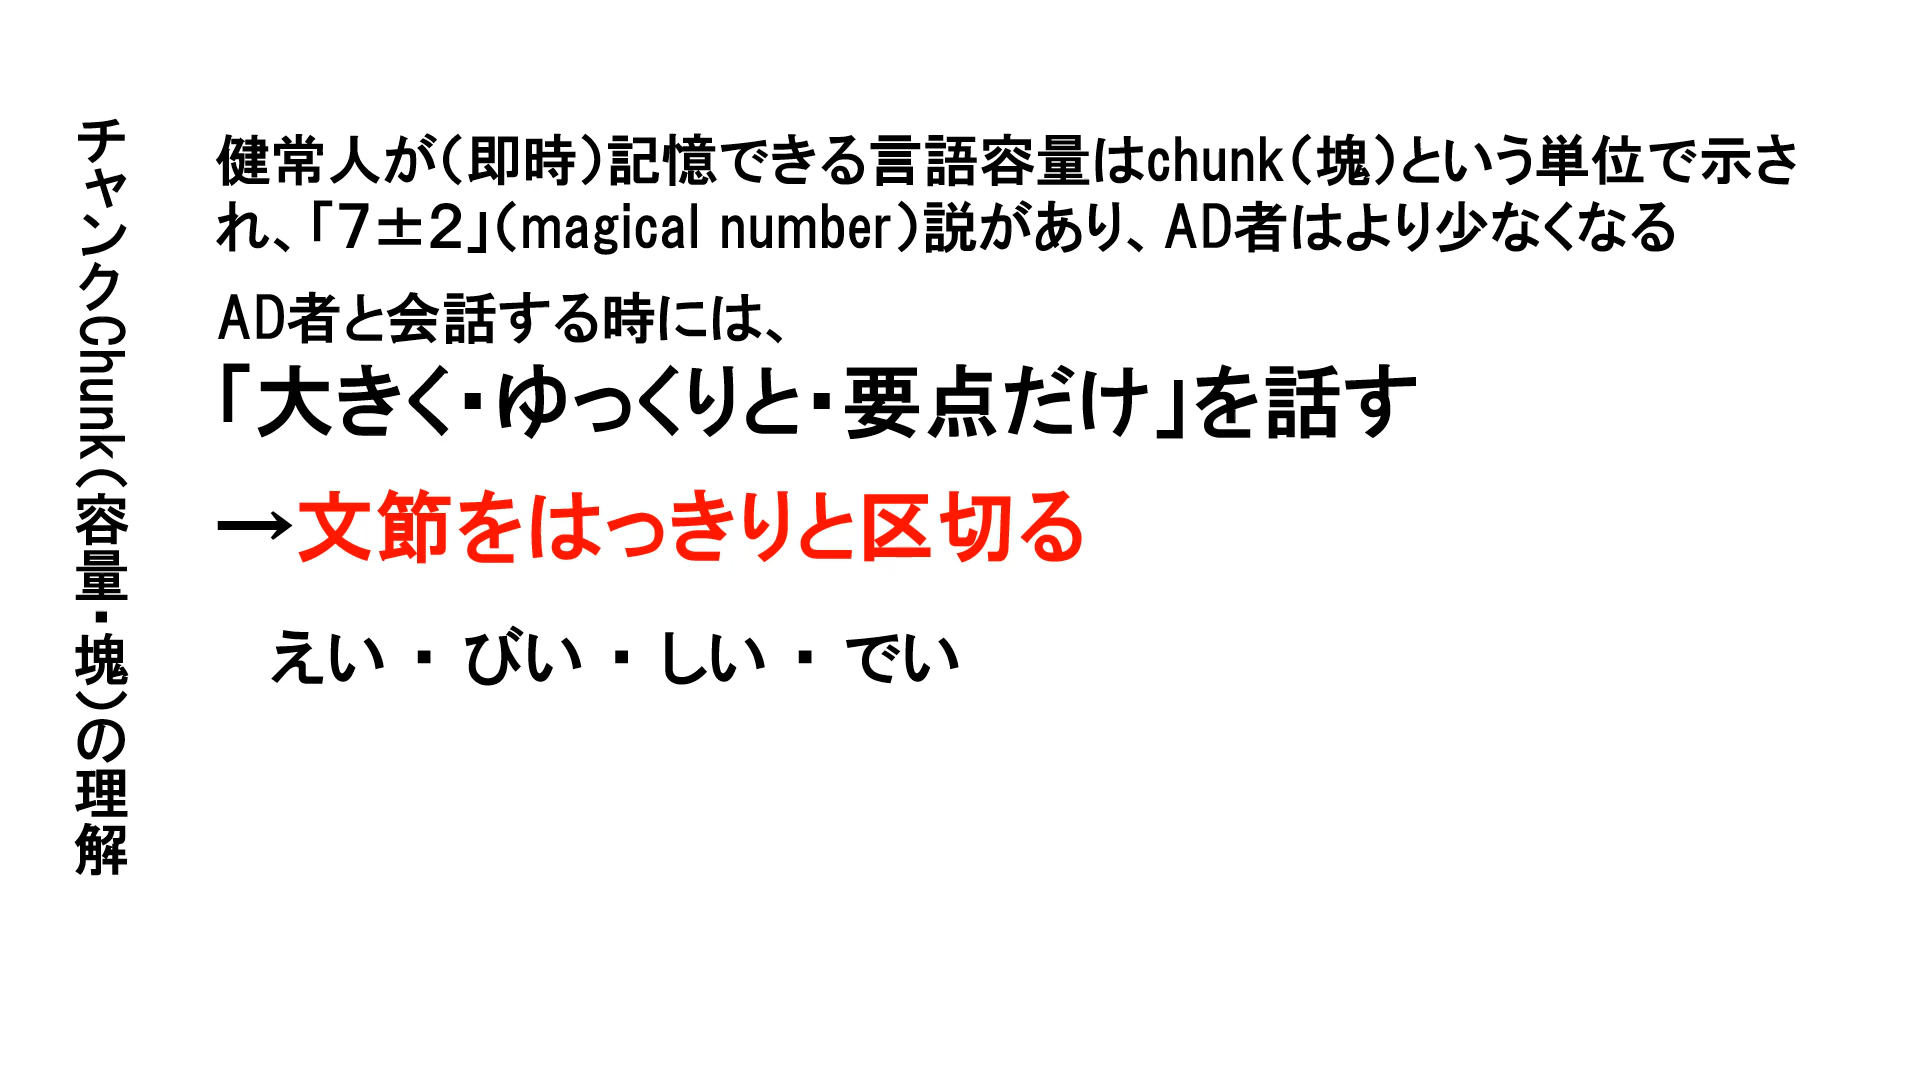 チャンクChunk（容量・塊）の理解
健常人が（即時）記憶できる言語容量はchunk（塊）という単位で示さ
れ、「７±２」（magical number）説があり、AD者はより少なくなる
AD者と会話する時には、
「大きく・ゆっくりと・要点だけ」を話す
→文節をはっきりと区切る
えい ・ びい ・ しい ・ でい